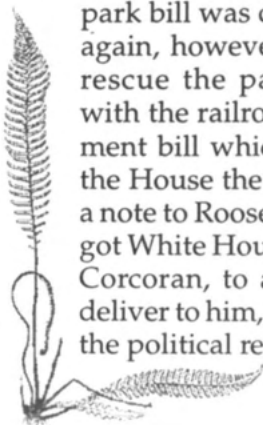 park bill was
again, howeve
rescue the pa
with the railro
ment bill whic
the House the
a note to Roose
got White Hou
Corcoran, to a
deliver to him,
the political re